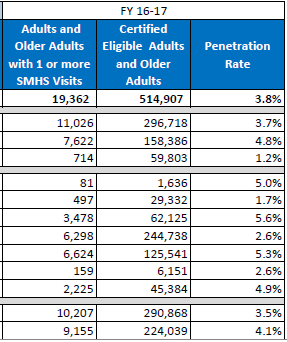 FY 16-17
Adults and Older Adults with 1 or more SMHS Visits Certified Eligible Adults and Older Adults Penetration Rate
19,362 514,907 3.8%
11,026 296,718 3.7%
7,622 158,386 4.8%
714 59,803 1.2%
81 1,636 5.0%
497 29,332 1.7%
3,478 62,125 5.6%
6,298 244,738 2.6%
6,624 125,541 5.3%
159 6,151 2.6%
2,225 45,384 4.9%
10,207 290,868 3.5%
9,155 224,039 4.1%